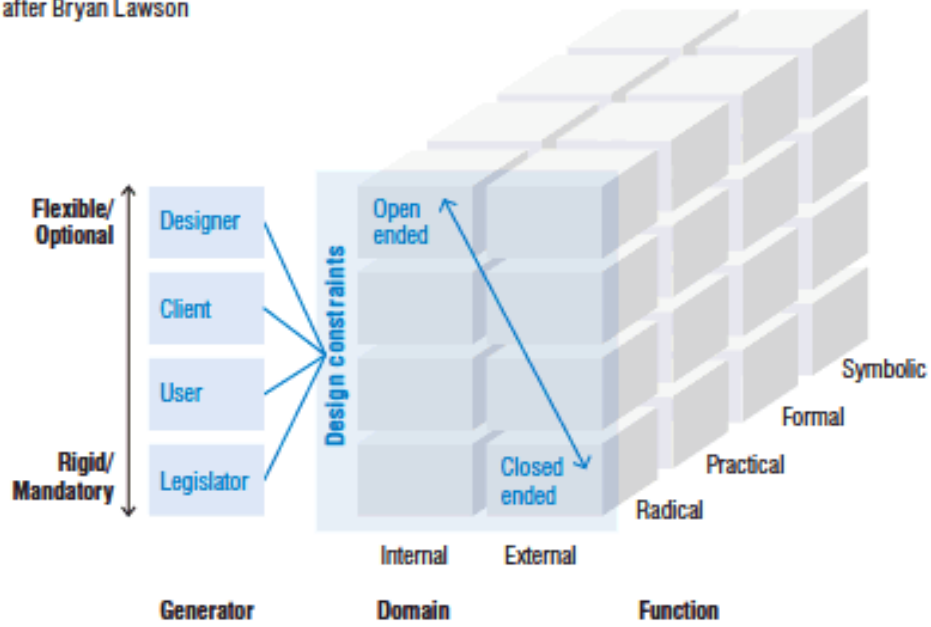 after Bryan Lawson
Flexible/
Optional
Rigid/
Mandatory
Designer
Client
User
Legislator
Design constraints
Open
ended
Closed
ended
Symbolic
Formal
Practical
Radical
Internal
External
Generator
Domain
Function